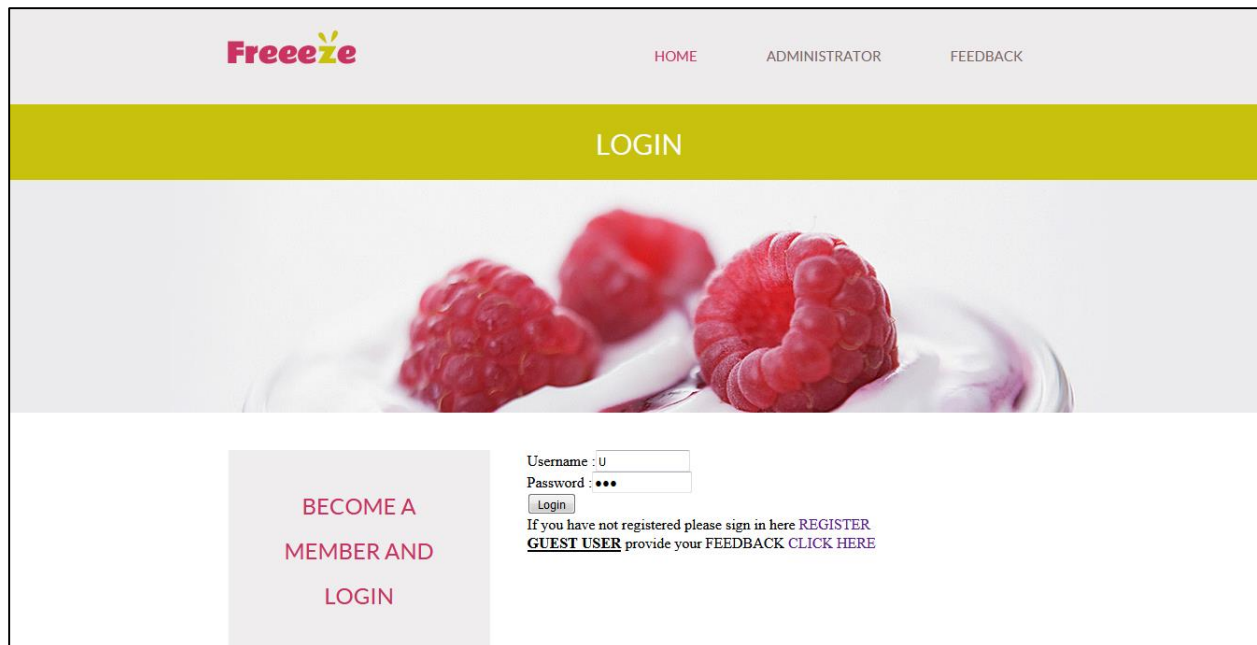 Freeeze
HOME ADMINISTRATOR FEEDBACK
LOGIN
BECOME A
MEMBER AND
LOGIN
Username : U
Password : •••
Login
If you have not registered please sign in here REGISTER
GUEST USER provide your FEEDBACK CLICK HERE